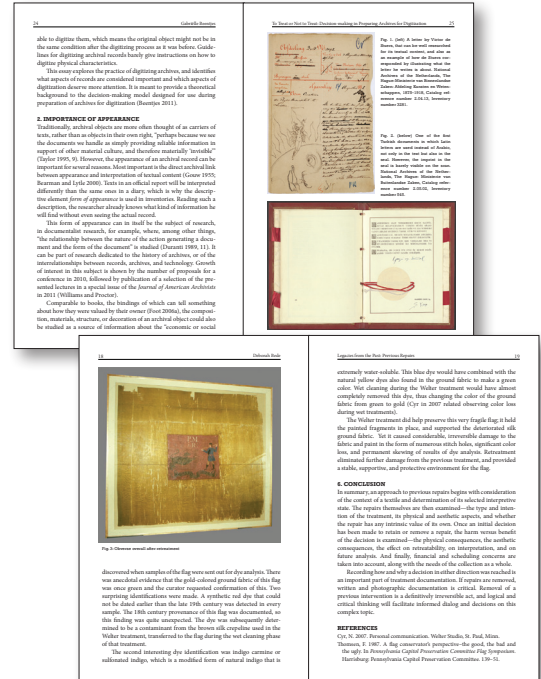 24 Gabriëlle Beentjes
able to digitize them, which means the original object might not be in
the same condition after the digitizing process as it was before. Guide-
lines for digitizing archival records barely give instructions on how to
digitize physical characteristics.
This essay explores the practice of digitizing archives, and identifies
what aspects of records are considered important and which aspects
of digitization deserve more attention. It is meant to provide a theoretical
background to the decision-making model designed for use during
preparation of archives for digitization (Beentjes 2011).
2. IMPORTANCE OF APPEARANCE
Traditionally, archival objects are more often thought of as carriers of
texts, rather than as objects in their own right, "perhaps because we see
the documents we handle as simply providing reliable information in
support of other material culture, and therefore materially 'invisible'"
(Taylor 1995, 9). However, the appearance of an archival record can be
important for several reasons. Most important is the direct archival link
between appearance and interpretation of textual content (Gouw 1955;
Bearman and Lytle 2000). Texts in an official report will be interpreted
differently than the same ones in a diary, which is why the descrip-
tive element form of appearance is used in inventories. Reading such a
description, the researcher already knows what kind of information he
will find without even seeing the actual record.
This form of appearance can in itself be the subject of research,
in documentalist research, for example, where, among other things,
"the relationship between the nature of the action generating a docu-
ment and the form of the document" is studied (Duranti 1989, 11). It
can be part of research dedicated to the history of archives, or of the
interrelationships between records, archives, and technology. Growth
of interest in this subject is shown by the number of proposals for a
conference in 2010, followed by publication of a selection of the pre-
sented lectures in a special issue of the Journal of American Archivists
in 2011 (Williams and Proctor).
Comparable to books, the bindings of which can tell something
about how they were valued by their owner (Foot 2006a), the composi-
tion, materials, structure, or decoration of an archival object could also
be studied as a source of information about the "economic or social
To Treat or Not to Treat: Decision-making in Preparing Archives for Digitization 25
Fig. 1. (left) A letter by Victor de
Stuers, that can be well researched
for its textual content, and also as
an example of how de Stuers cor-
responded by illustrating what the
letter he writes is about. National
Archives of the Netherlands, The
Hague: Ministerie van Binnenlandse
Zaken: Afdeling Kunsten en Weten-
schappen, 1875–1918, Catalog ref-
erence number 2.04.13, Inventory
number
Fig. 2. (below) One of the first
Turkish documents in which Latin
letters are used instead of Arabic,
not only in the text but also in the
seal. However, the imprint in the
seal is barely visible on the scan.
National Archives of the Nether-
lands, The Hague: Ministerie van
Buitenlandse Zaken, Catalog refer-
ence number Inventory
number
18 Deborah Bede
Fig. 3: Obverse overall after retreatment
discovered when samples of the flag were sent out for dye analysis. There
was anecdotal evidence that the gold-colored ground fabric of this flag
was once green and the curator requested confirmation of this. Two
surprising identifications were made. A synthetic red dye that could
not be dated earlier than the late 19th century was detected in every
sample. The 18th century provenance of this flag was documented, so
this finding was quite unexpected. The dye was subsequently deter-
mined to be a contaminant from the brown silk crepeline used in the
Welter treatment, transferred to the flag during the wet cleaning phase
of that treatment.
The second interesting dye identification was indigo carmine or
sulfonated indigo, which is a modified form of natural indigo that is
Legacies from the Past: Previous Repairs 19
extremely water-soluble. This blue dye would have combined with the
natural yellow dyes also found in the ground fabric to make a green
color. Wet cleaning during the Welter treatment would have almost
completely removed this dye, thus changing the color of the ground
fabric from green to gold (Cyr in 2007 related observing color loss
during wet treatments).
The Welter treatment did help preserve this very fragile flag; it held
the painted fragments in place, and supported the deteriorated silk
ground fabric. Yet it caused considerable, irreversible damage to the
fabric and paint in the form of numerous stitch holes, significant color
loss, and permanent skewing of results of dye analysis. Retreatment
eliminated further damage from the previous treatment, and provided
a stable, supportive, and protective environment for the flag.
6. CONCLUSION
In summary, an approach to previous repairs begins with consideration
of the context of a textile and determination of its selected interpretive
state. The repairs themselves are then examined—the type and inten-
tion of the treatment, its physical and aesthetic aspects, and whether
the repair has any intrinsic value of its own. Once an initial decision
has been made to retain or remove a repair, the harm versus benefit
of the decision is examined—the physical consequences, the aesthetic
consequences, the effect on retreatability, on interpretation, and on
future analysis. And finally, financial and scheduling concerns are
taken into account, along with the needs of the collection as a whole.
Recording how and why a decision in either direction was reached is
an important part of treatment documentation. If repairs are removed,
written and photographic documentation is critical. Removal of a
previous intervention is a definitively irreversible act, and logical and
critical thinking will facilitate informed dialog and decisions on this
complex topic.
REFERENCES
Cyr, N. 2007. Personal communication. Welter Studio, St. Paul, Minn.
Thomsen, F. 1987. A flag conservator's perspective—the good, the bad and
the ugly. In Pennsylvania Capitol Preservation Committee Flag Symposium.
Harrisburg: Pennsylvania Capitol Preservation Committee. 139–51.